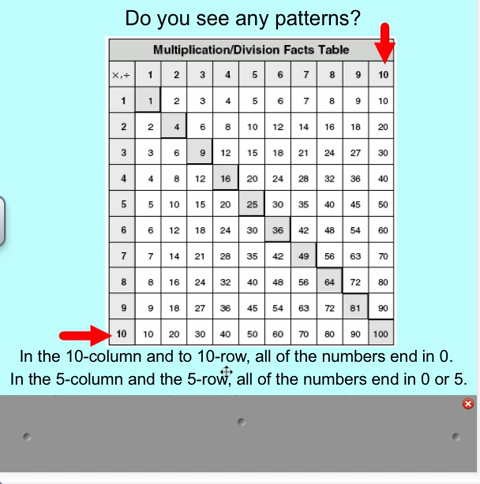 Do you see any patterns?
Multiplication/Division Facts Table
×,÷ 1 2 3 4 5 6 7 8 9 10
1 1 2 3 4 5 6 7 8 9 10
2 2 4 6 8 10 12 14 16 18 20
3 3 6 9 12 15 18 21 24 27 30
4 4 8 12 16 20 24 28 32 36 40
5 5 10 15 20 25 30 35 40 45 50
6 6 12 18 24 30 36 42 48 54 60
7 7 14 21 28 35 42 49 56 63 70
8 8 16 24 32 40 48 56 64 72 80
9 9 18 27 36 45 54 63 72 81 90
10 10 20 30 40 50 60 70 80 90 100
In the 10-column and to 10-row, all of the numbers end in 0.
In the 5-column and the 5-row, all of the numbers end in 0 or 5.